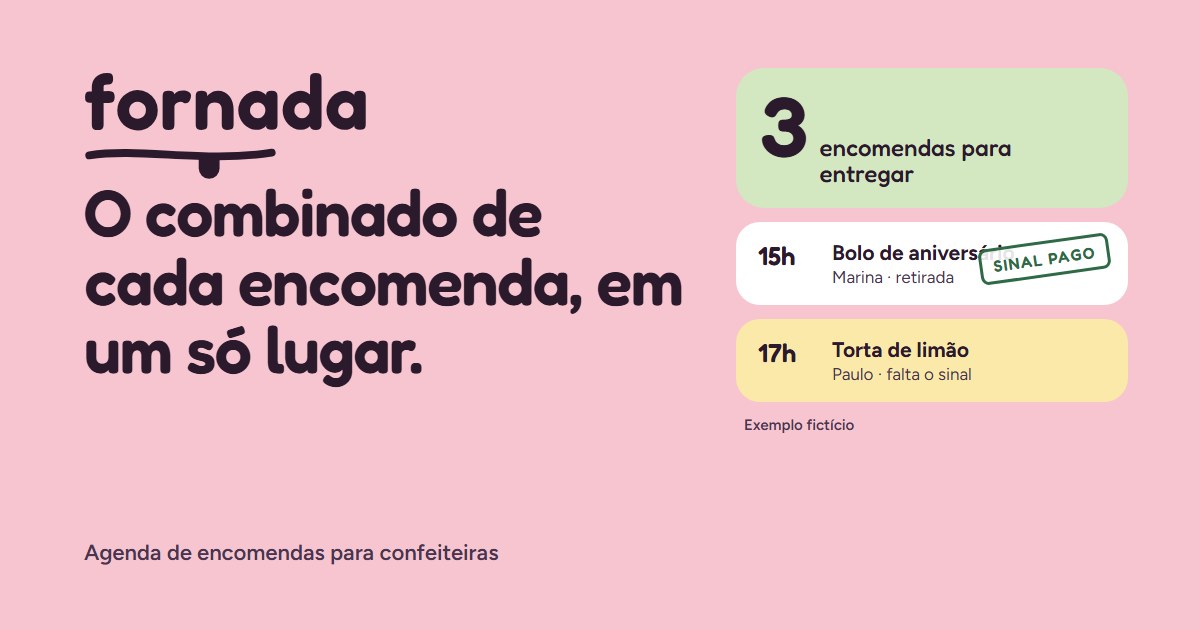 fornada
O combinado de
cada encomenda, em
um só lugar.
Agenda de encomendas para confeiteiras
3
encomendas para
entregar
15h
Bolo de aniversário
SINAL PAGO
Marina · retirada
17h
Torta de limão
Paulo · falta o sinal
Exemplo fictício